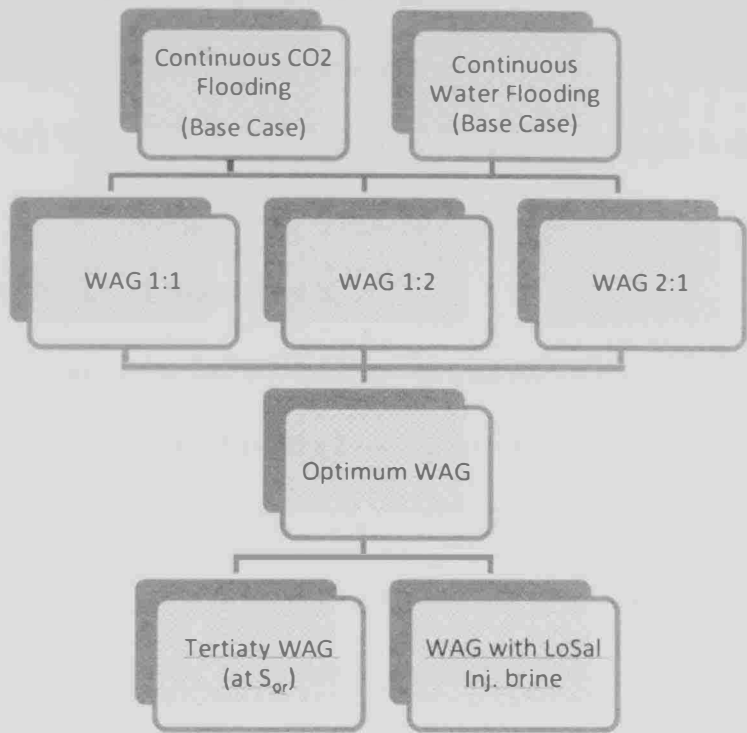 Continuous CO2
Flooding
(Base Case)
Continuous
Water Flooding
(Base Case)
WAG 1:1
WAG 1:2
WAG 2:1
Optimum WAG
Tertiaty WAG
(at Sor)
WAG with LoSal
Inj. brine